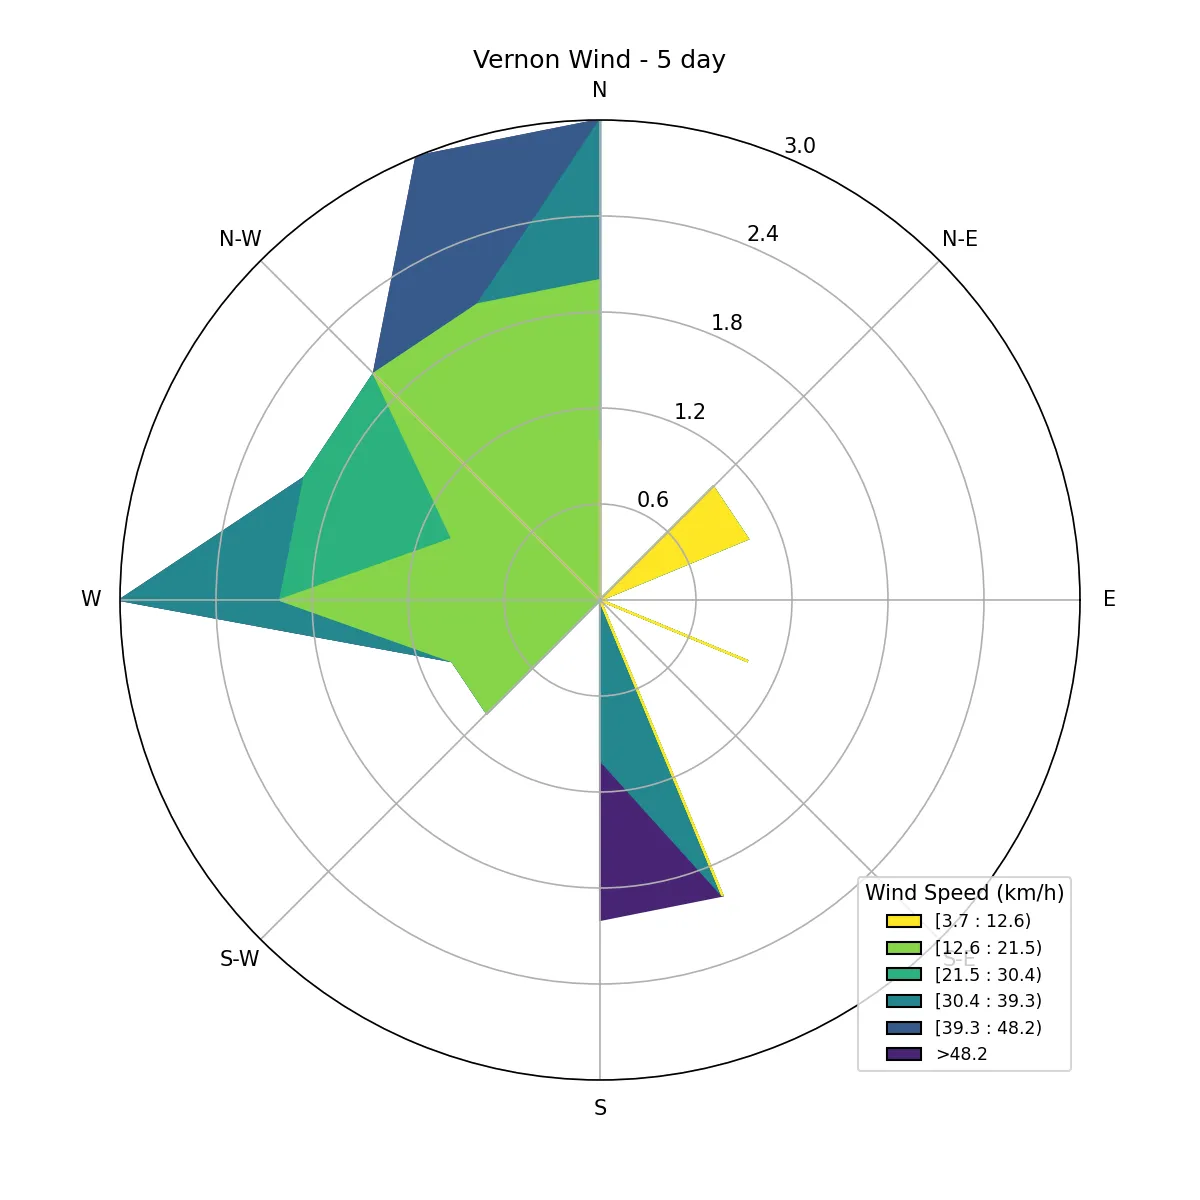 Vernon Wind - 5 day
N
3.0
N-W
2.4
N-E
1.8
1.2
0.6
W
E
Wind Speed (km/h)
[3.7 : 12.6)
[12.6 : 21.5)
[21.5 : 30.4)
[30.4 : 39.3)
[39.3 : 48.2)
>48.2
S-W
S-E
S